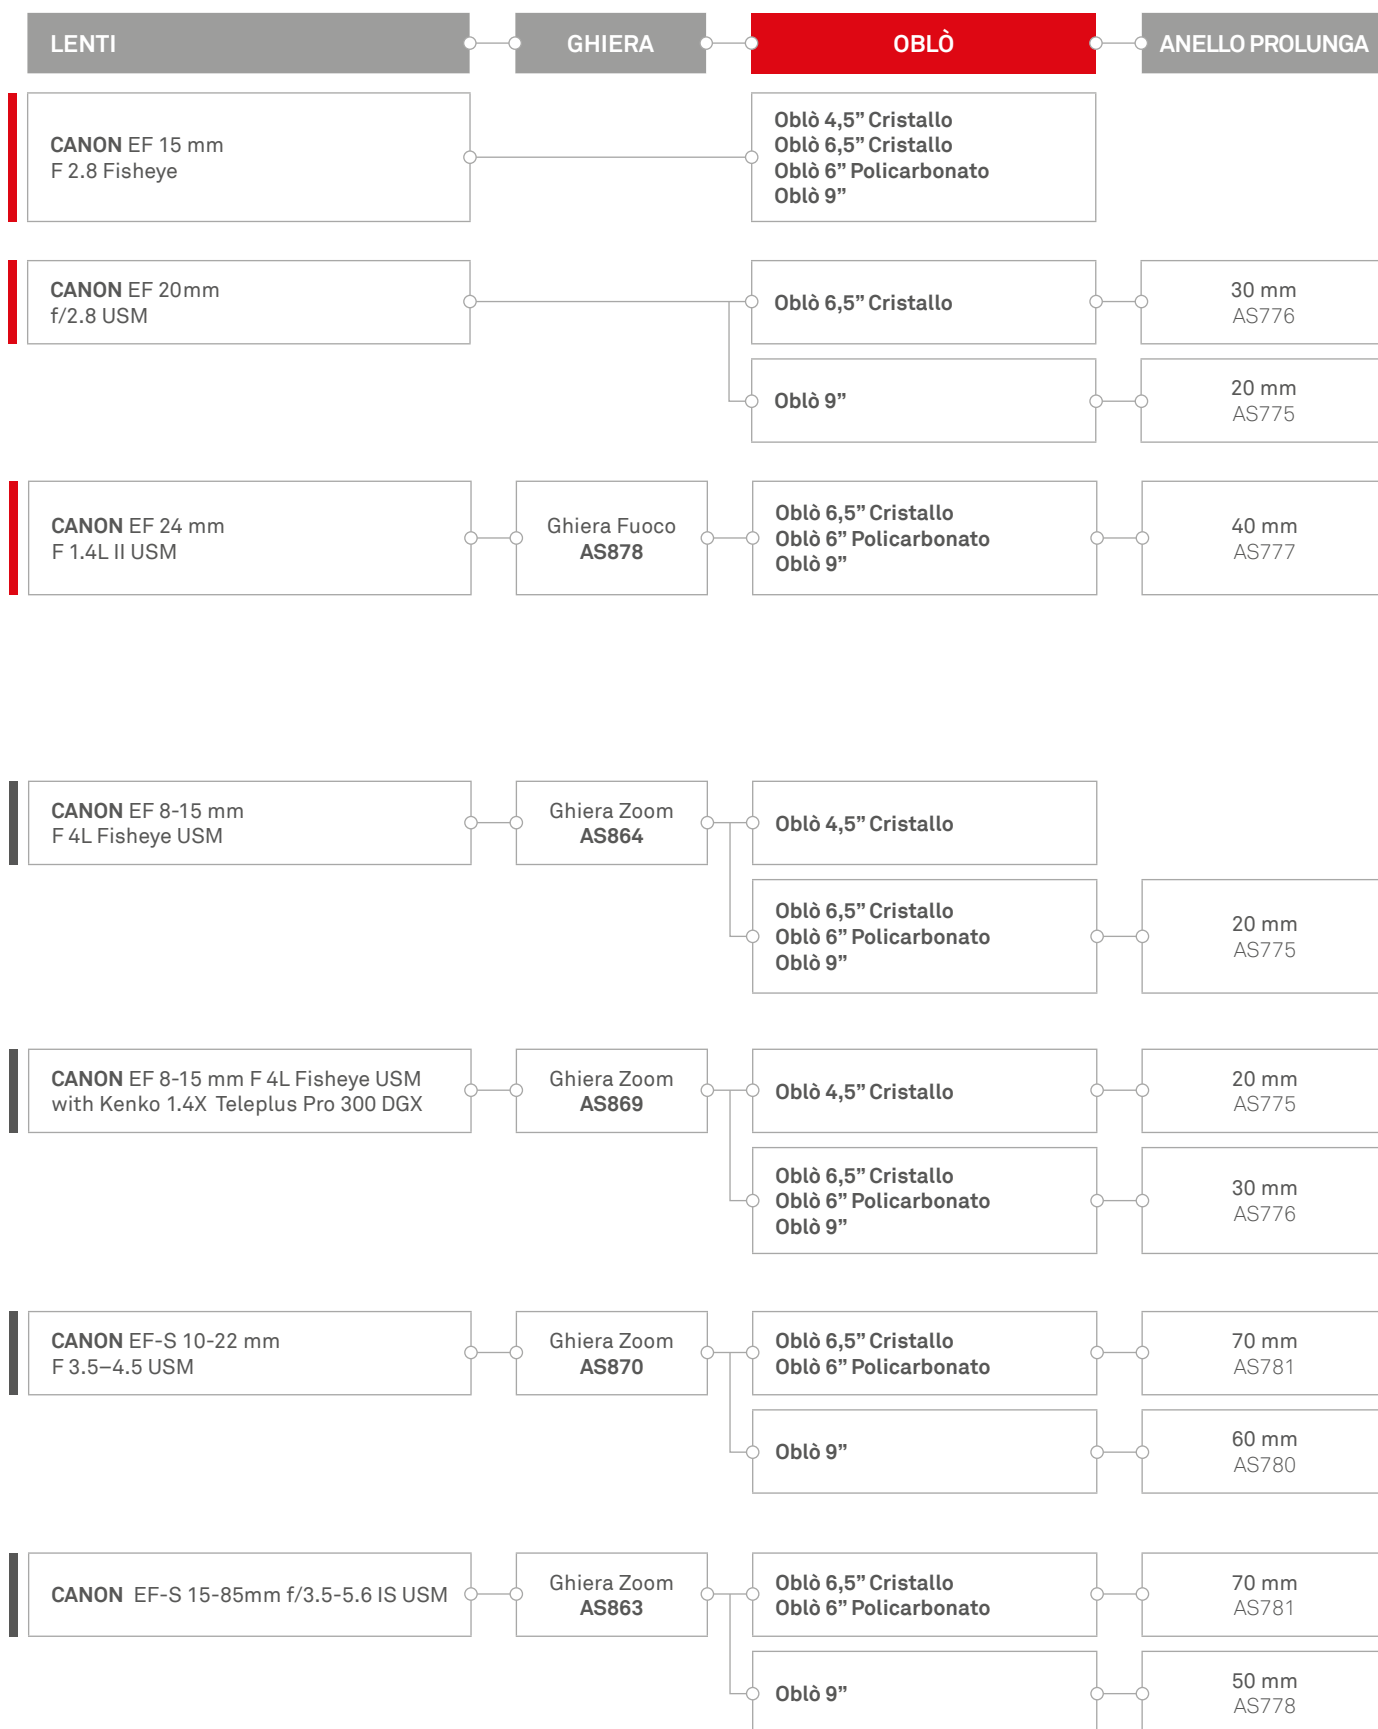 LENTI
GHIERA
OBLÒ
ANELLO PROLUNGA
CANON EF 15 mm
F 2.8 Fisheye
Oblò 4,5” Cristallo
Oblò 6,5” Cristallo
Oblò 6” Policarbonato
Oblò 9”
CANON EF 20mm
f/2.8 USM
Oblò 6,5” Cristallo
30 mm
AS776
Oblò 9”
20 mm
AS775
CANON EF 24 mm
F 1.4L II USM
Ghiera Fuoco
AS878
Oblò 6,5” Cristallo
Oblò 6” Policarbonato
Oblò 9”
40 mm
AS777
CANON EF 8-15 mm
F 4L Fisheye USM
Ghiera Zoom
AS864
Oblò 4,5” Cristallo
Oblò 6,5” Cristallo
Oblò 6” Policarbonato
Oblò 9”
20 mm
AS775
CANON EF 8-15 mm F 4L Fisheye USM
with Kenko 1.4X Teleplus Pro 300 DGX
Ghiera Zoom
AS869
Oblò 4,5” Cristallo
20 mm
AS775
Oblò 6,5” Cristallo
Oblò 6” Policarbonato
Oblò 9”
30 mm
AS776
CANON EF-S 10-22 mm
F 3.5–4.5 USM
Ghiera Zoom
AS870
Oblò 6,5” Cristallo
Oblò 6” Policarbonato
70 mm
AS781
Oblò 9”
60 mm
AS780
CANON EF-S 15-85mm f/3.5-5.6 IS USM
Ghiera Zoom
AS863
Oblò 6,5” Cristallo
Oblò 6” Policarbonato
70 mm
AS781
Oblò 9”
50 mm
AS778